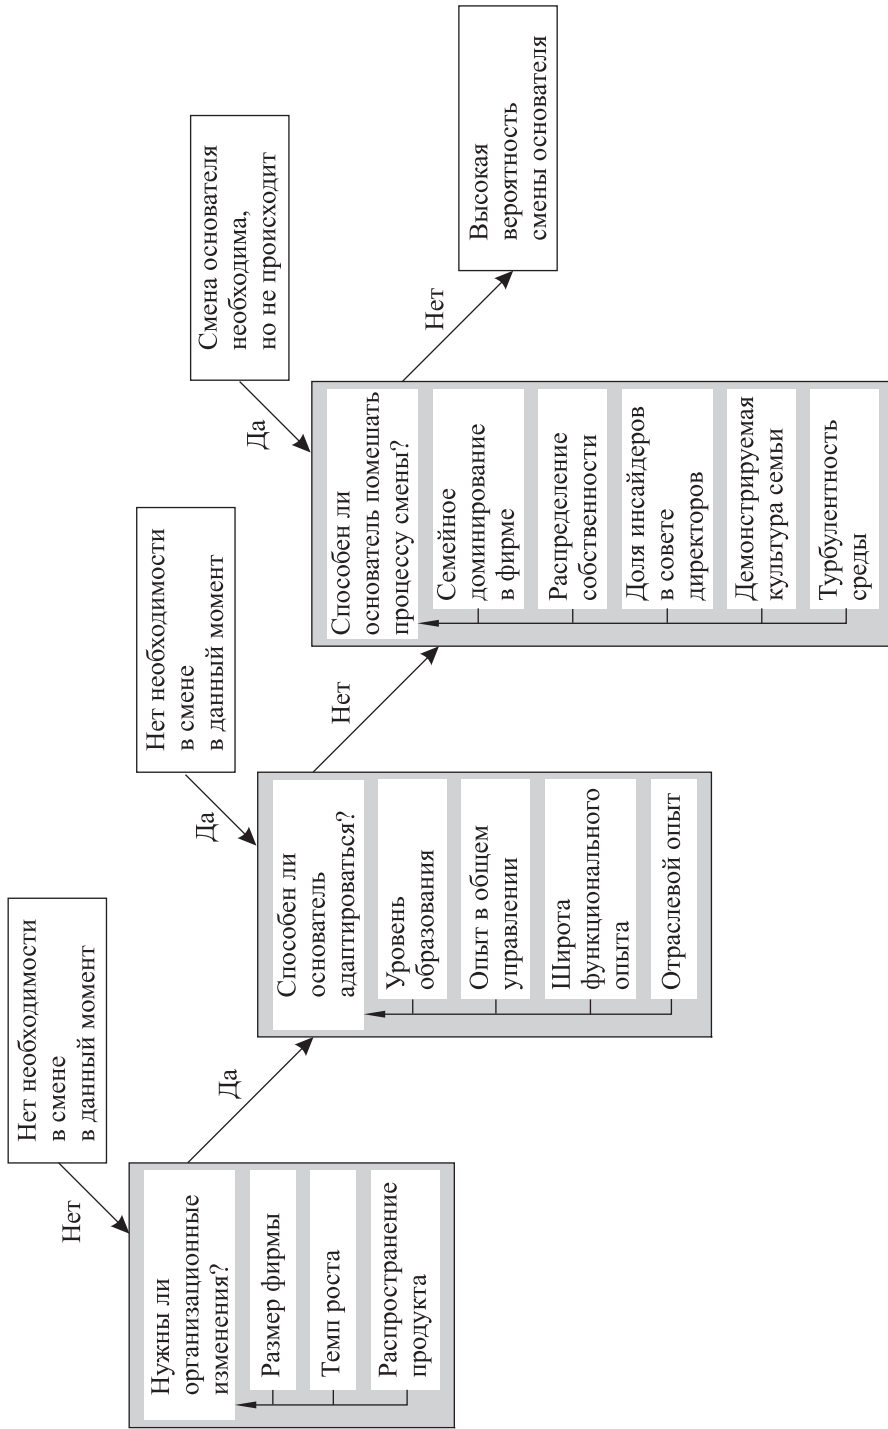 Нет необходимости
в смене
в данный момент
Нет
Нужны ли
организационные
изменения?
Размер фирмы
Темп роста
Распространение
продукта
Да
Нет необходимости
в смене
в данный момент
Да
Способен ли
основатель
адаптироваться?
Уровень
образования
Опыт в общем
управлении
Широта
функционального
опыта
Отраслевой опыт
Нет
Смена основателя
необходима,
но не происходит
Да
Способен ли
основатель помешать
процессу смены?
Семейное
доминирование
в фирме
Распределение
собственности
Доля инсайдеров
в совете
директоров
Демонстрируемая
культура семьи
Турбулентность
среды
Нет
Высокая
вероятность
смены основателя